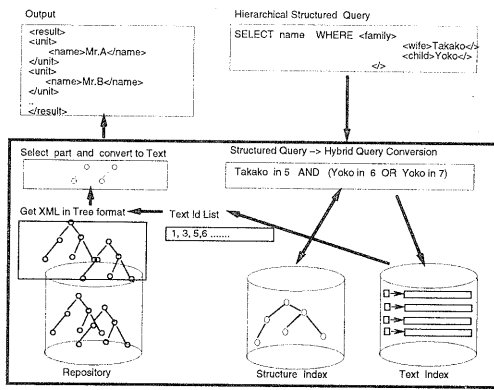 Output
<result>
<unit>
<name>Mr.A</name>
</unit>
<unit>
<name>Mr.B</name>
</unit>
..
</result>
Hierarchical Structured Query
SELECT name WHERE <family>
<wife>Takako</>
<child>Yoko</>
</>
Select part and convert to Text
Structured Query -> Hybrid Query Conversion
Takako in 5 AND (Yoko in 6 OR Yoko in 7)
Get XML in Tree format
Text Id List
1, 3, 5,6 .......
Repository
Structure Index
Text Index